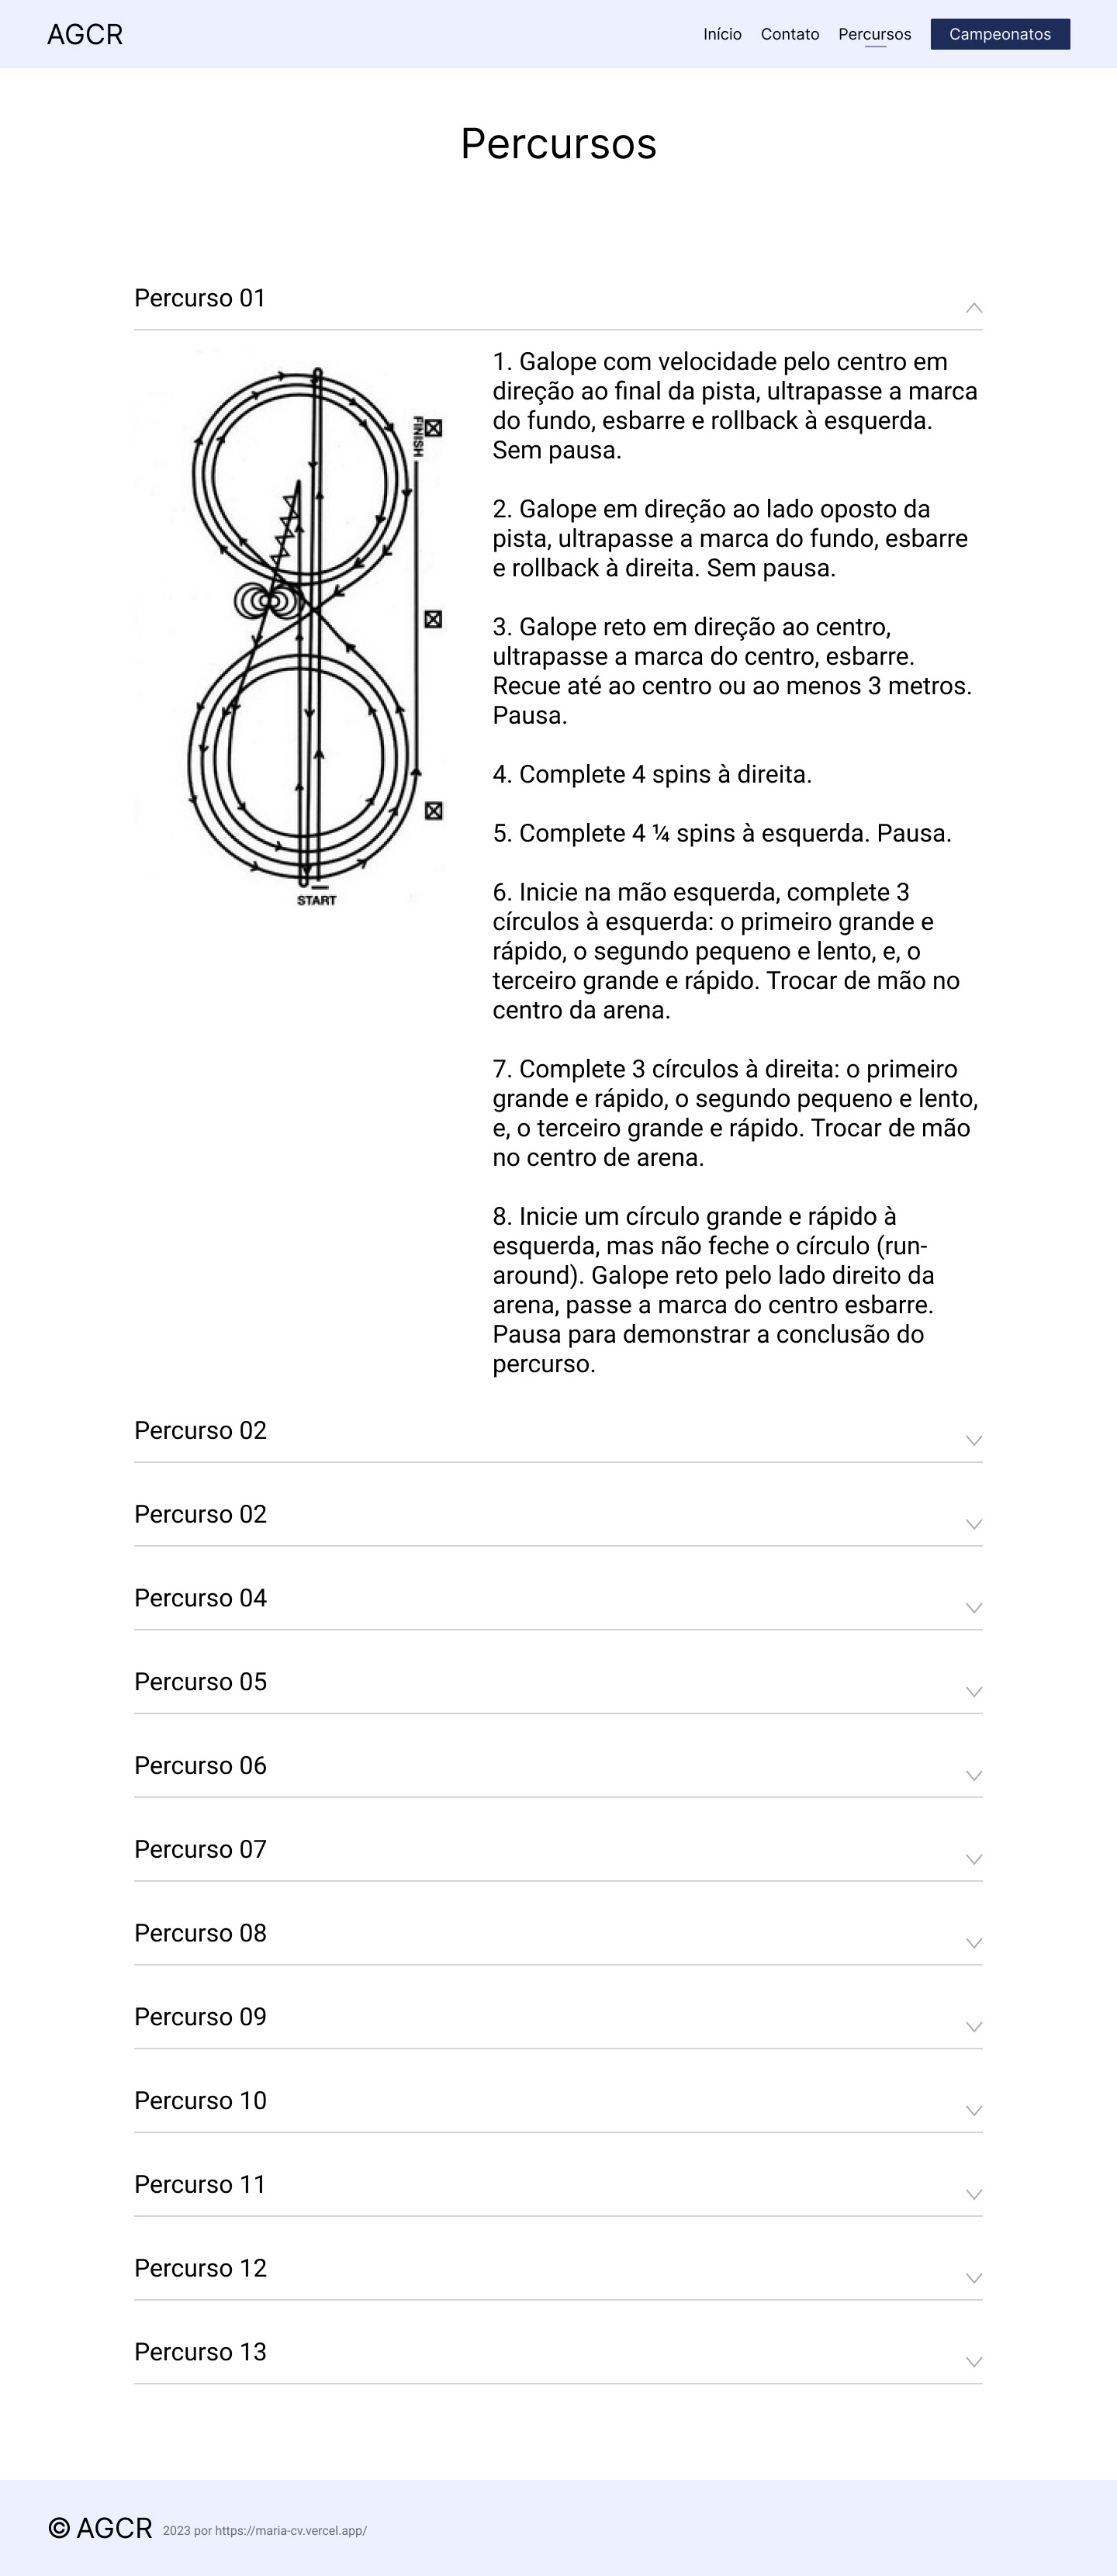 AGCR
Início
Contato
Percursos
Campeonatos
Percursos
Percurso 01
FINISH
START
1. Galope com velocidade pelo centro em
direção ao final da pista, ultrapasse a marca
do fundo, esbarre e rollback à esquerda.
Sem pausa.
2. Galope em direção ao lado oposto da
pista, ultrapasse a marca do fundo, esbarre
e rollback à direita. Sem pausa.
3. Galope reto em direção ao centro,
ultrapasse a marca do centro, esbarre.
Recue até ao centro ou ao menos 3 metros.
Pausa.
4. Complete 4 spins à direita.
5. Complete 4 ¼ spins à esquerda. Pausa.
6. Inicie na mão esquerda, complete 3
círculos à esquerda: o primeiro grande e
rápido, o segundo pequeno e lento, e, o
terceiro grande e rápido. Trocar de mão no
centro da arena.
7. Complete 3 círculos à direita: o primeiro
grande e rápido, o segundo pequeno e lento,
e, o terceiro grande e rápido. Trocar de mão
no centro de arena.
8. Inicie um círculo grande e rápido à
esquerda, mas não feche o círculo (run-
around). Galope reto pelo lado direito da
arena, passe a marca do centro esbarre.
Pausa para demonstrar a conclusão do
percurso.
Percurso 02
Percurso 02
Percurso 04
Percurso 05
Percurso 06
Percurso 07
Percurso 08
Percurso 09
Percurso 10
Percurso 11
Percurso 12
Percurso 13
© AGCR 2023 por https://maria-cv.vercel.app/